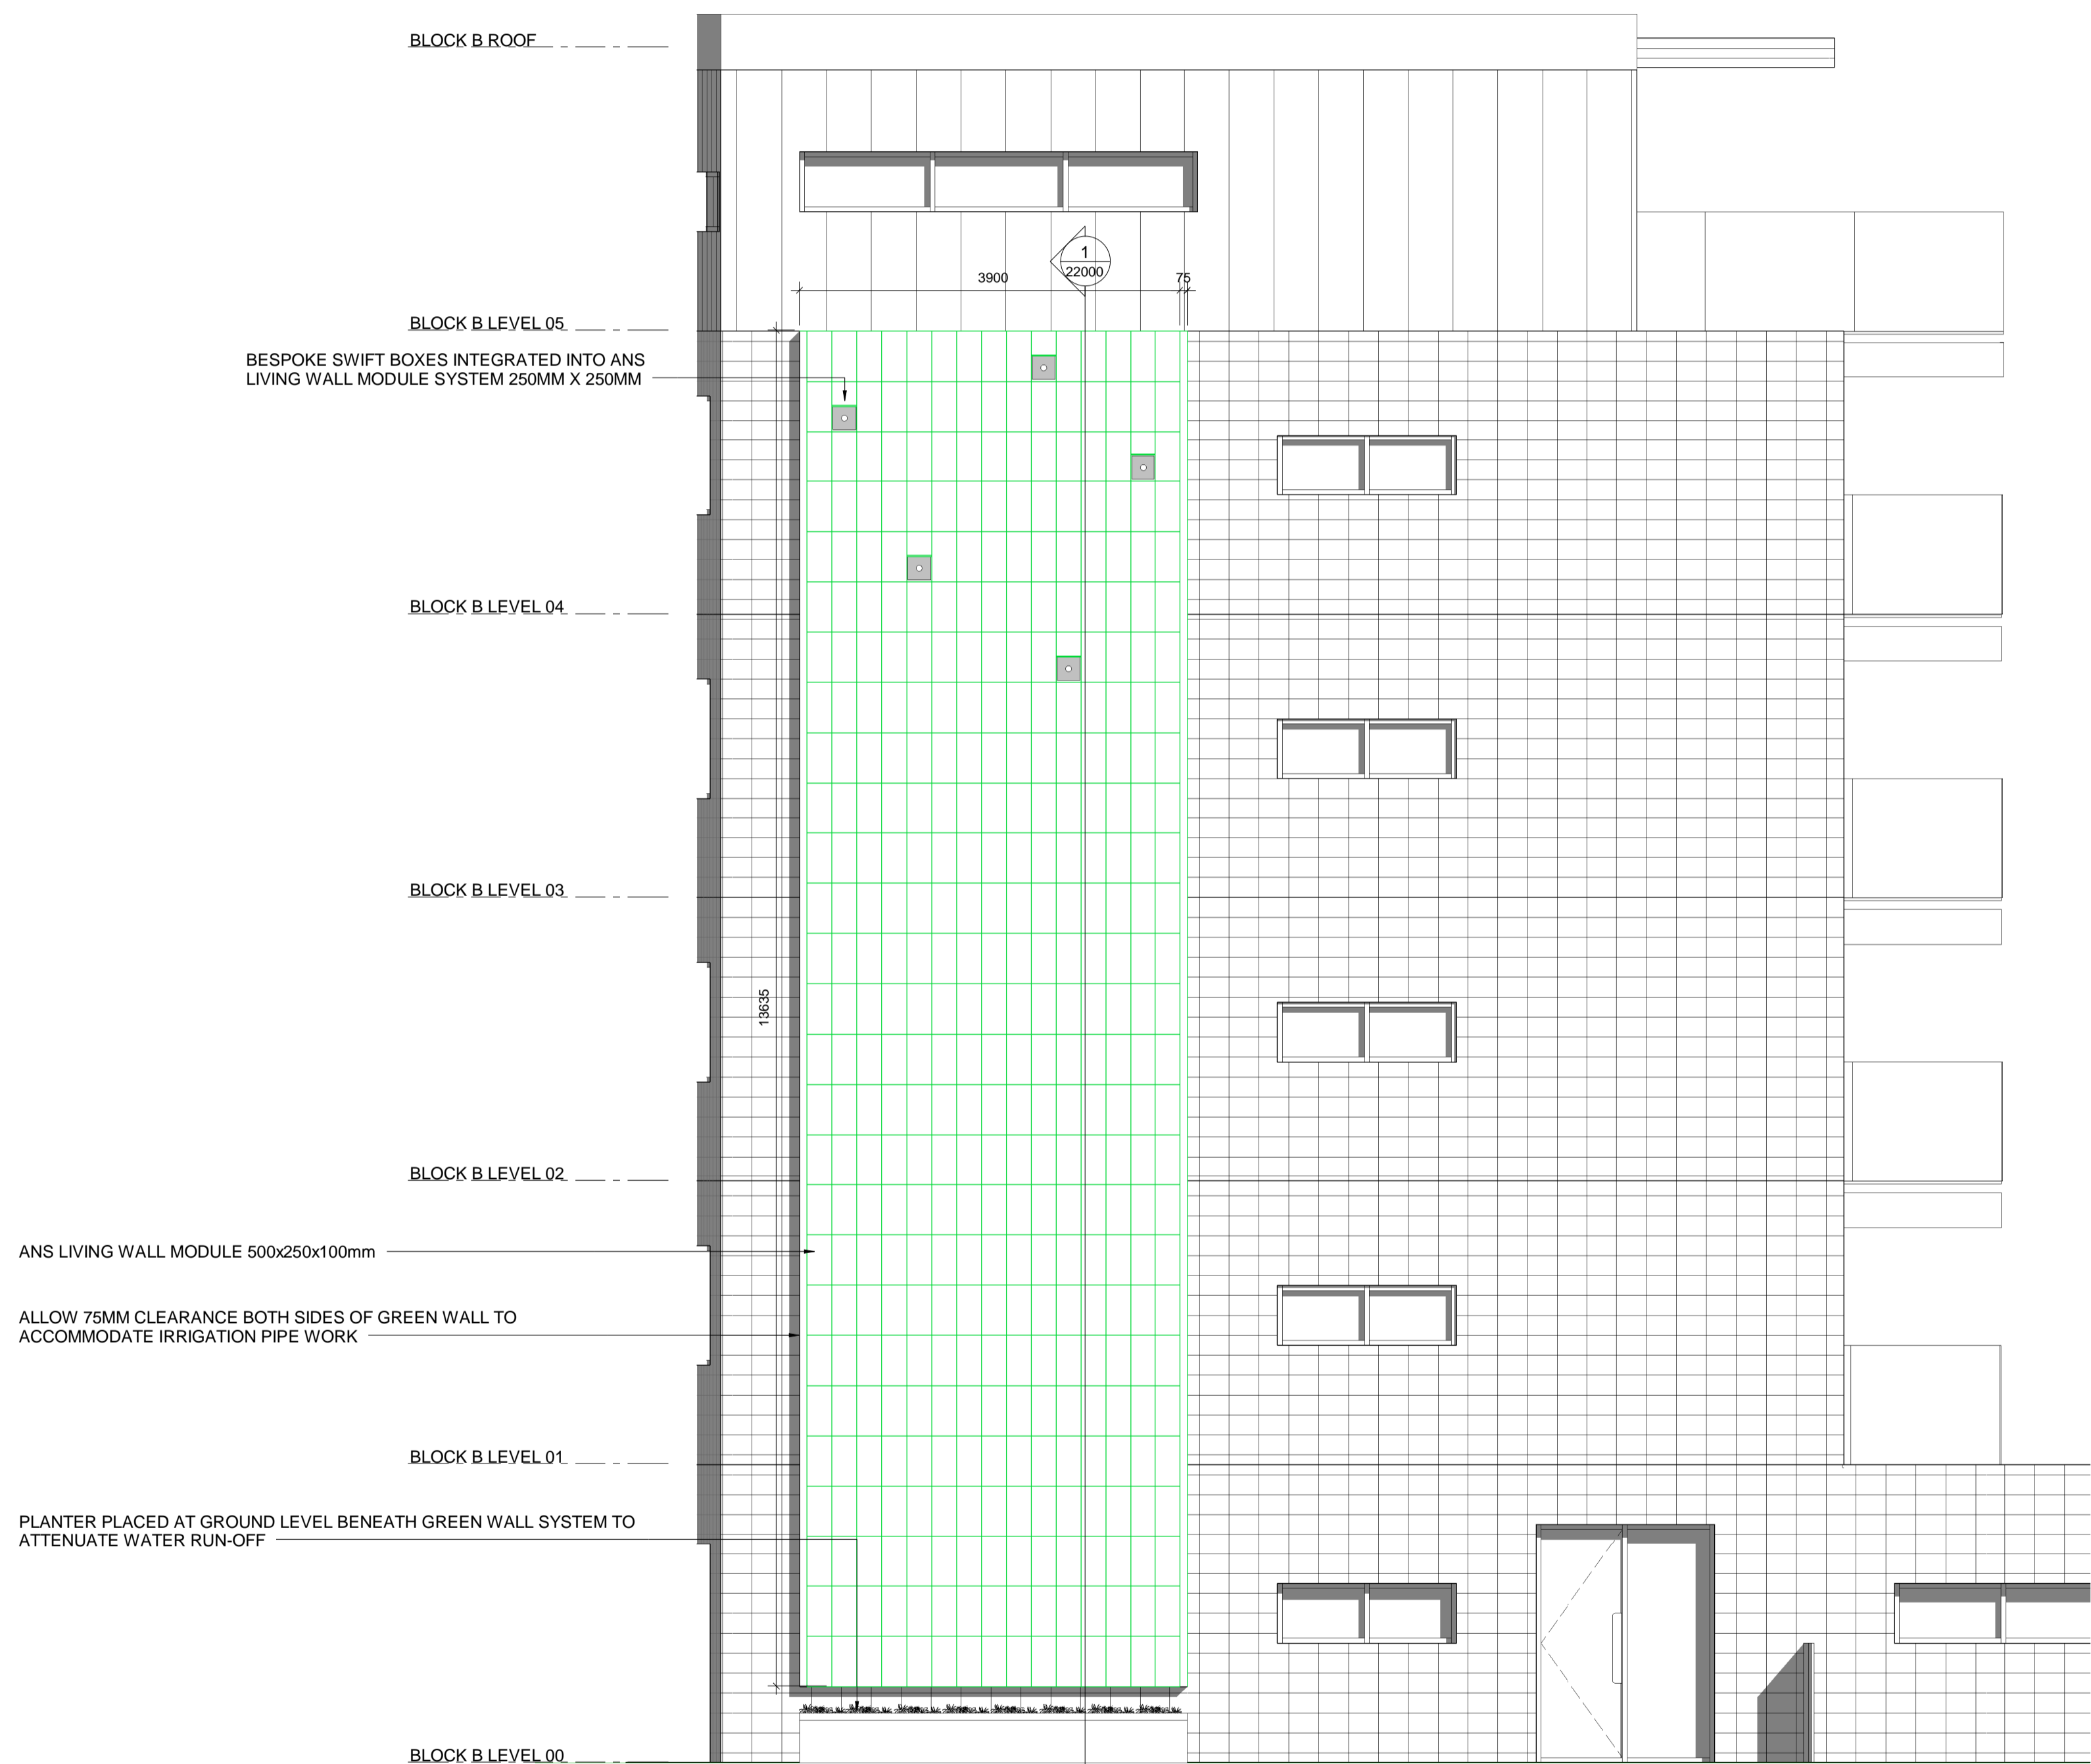 BLOCK B ROOF
1
22000
3900
75
BLOCK B LEVEL 05
BESPOKE SWIFT BOXES INTEGRATED INTO ANS
LIVING WALL MODULE SYSTEM 250MM X 250MM
BLOCK B LEVEL 04
BLOCK B LEVEL 03
13635
BLOCK B LEVEL 02
ANS LIVING WALL MODULE 500x250x100mm
ALLOW 75MM CLEARANCE BOTH SIDES OF GREEN WALL TO
ACCOMMODATE IRRIGATION PIPE WORK
BLOCK B LEVEL 01
PLANTER PLACED AT GROUND LEVEL BENEATH GREEN WALL SYSTEM TO
ATTENUATE WATER RUN-OFF
BLOCK B LEVEL 00